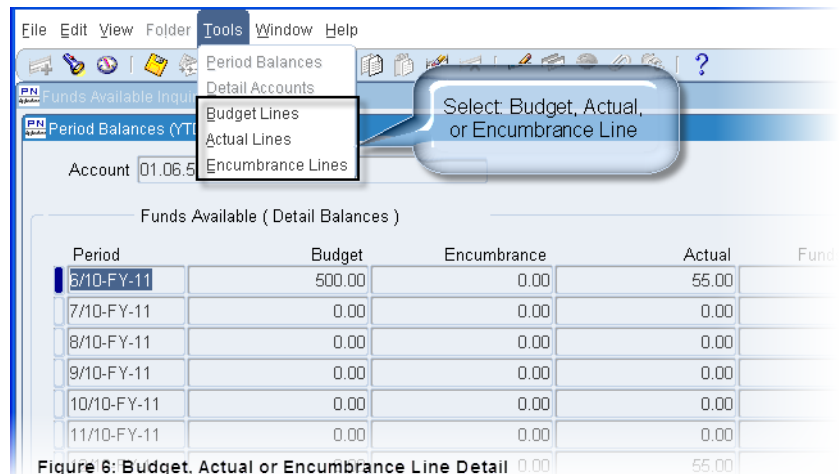 File Edit View Folder Tools Window Help
Period Balances
Detail Accounts
Budget Lines
Actual Lines
Encumbrance Lines
Select: Budget, Actual,
or Encumbrance Line
PN
Funds Available Inqui
PN
Period Balances (YT
Account 01.06.5
Funds Available ( Detail Balances )
Period Budget Encumbrance Actual Fund
6/10-FY-11 500.00 0.00 55.00
7/10-FY-11 0.00 0.00 0.00
8/10-FY-11 0.00 0.00 0.00
9/10-FY-11 0.00 0.00 0.00
10/10-FY-11 0.00 0.00 0.00
11/10-FY-11 0.00 0.00 0.00
0.00 55.00
Figure 6: Budget, Actual or Encumbrance Line Detail